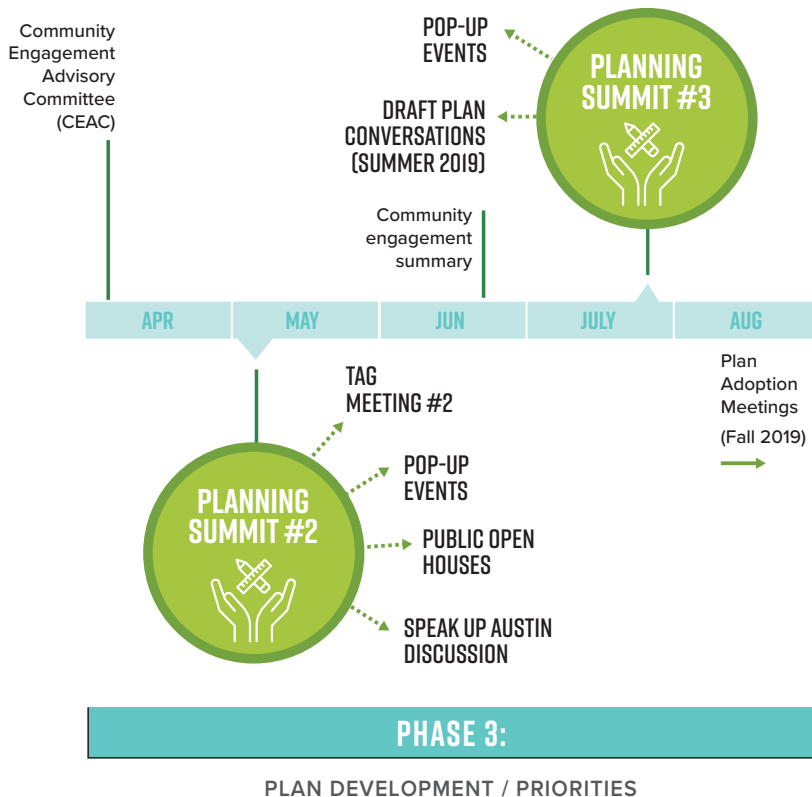 Community
Engagement
Advisory
Committee
(CEAC)
POP-UP
EVENTS
DRAFT PLAN
CONVERSATIONS
(SUMMER 2019)
PLANNING
SUMMIT #3
Community
engagement
summary
APR
MAY
JUN
JULY
AUG
Plan
Adoption
Meetings
(Fall 2019)
PLANNING
SUMMIT #2
TAG
MEETING #2
POP-UP
EVENTS
PUBLIC OPEN
HOUSES
SPEAK UP AUSTIN
DISCUSSION
PHASE 3:
PLAN DEVELOPMENT / PRIORITIES